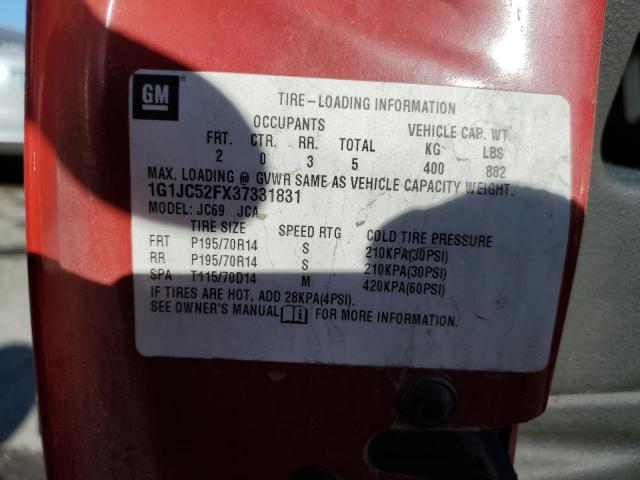 GM
TIRE-LOADING INFORMATION
OCCUPANTS VEHICLE CAP. WT.
FRT. CTR. RR. TOTAL KG LBS
2 0 3 5 400 882
MAX. LOADING @ GVWR SAME AS VEHICLE CAPACITY WEIGHT.
1G1JC52FX37331831
MODEL: JC69 JCA
TIRE SIZE SPEED RTG COLD TIRE PRESSURE
FRT P195/70R14 S 210KPA(30PSI)
RR P195/70R14 S 210KPA(30PSI)
SPA T115/70D14 M 420KPA(60PSI)
IF TIRES ARE HOT, ADD 28KPA(4PSI).
SEE OWNER'S MANUAL FOR MORE INFORMATION.